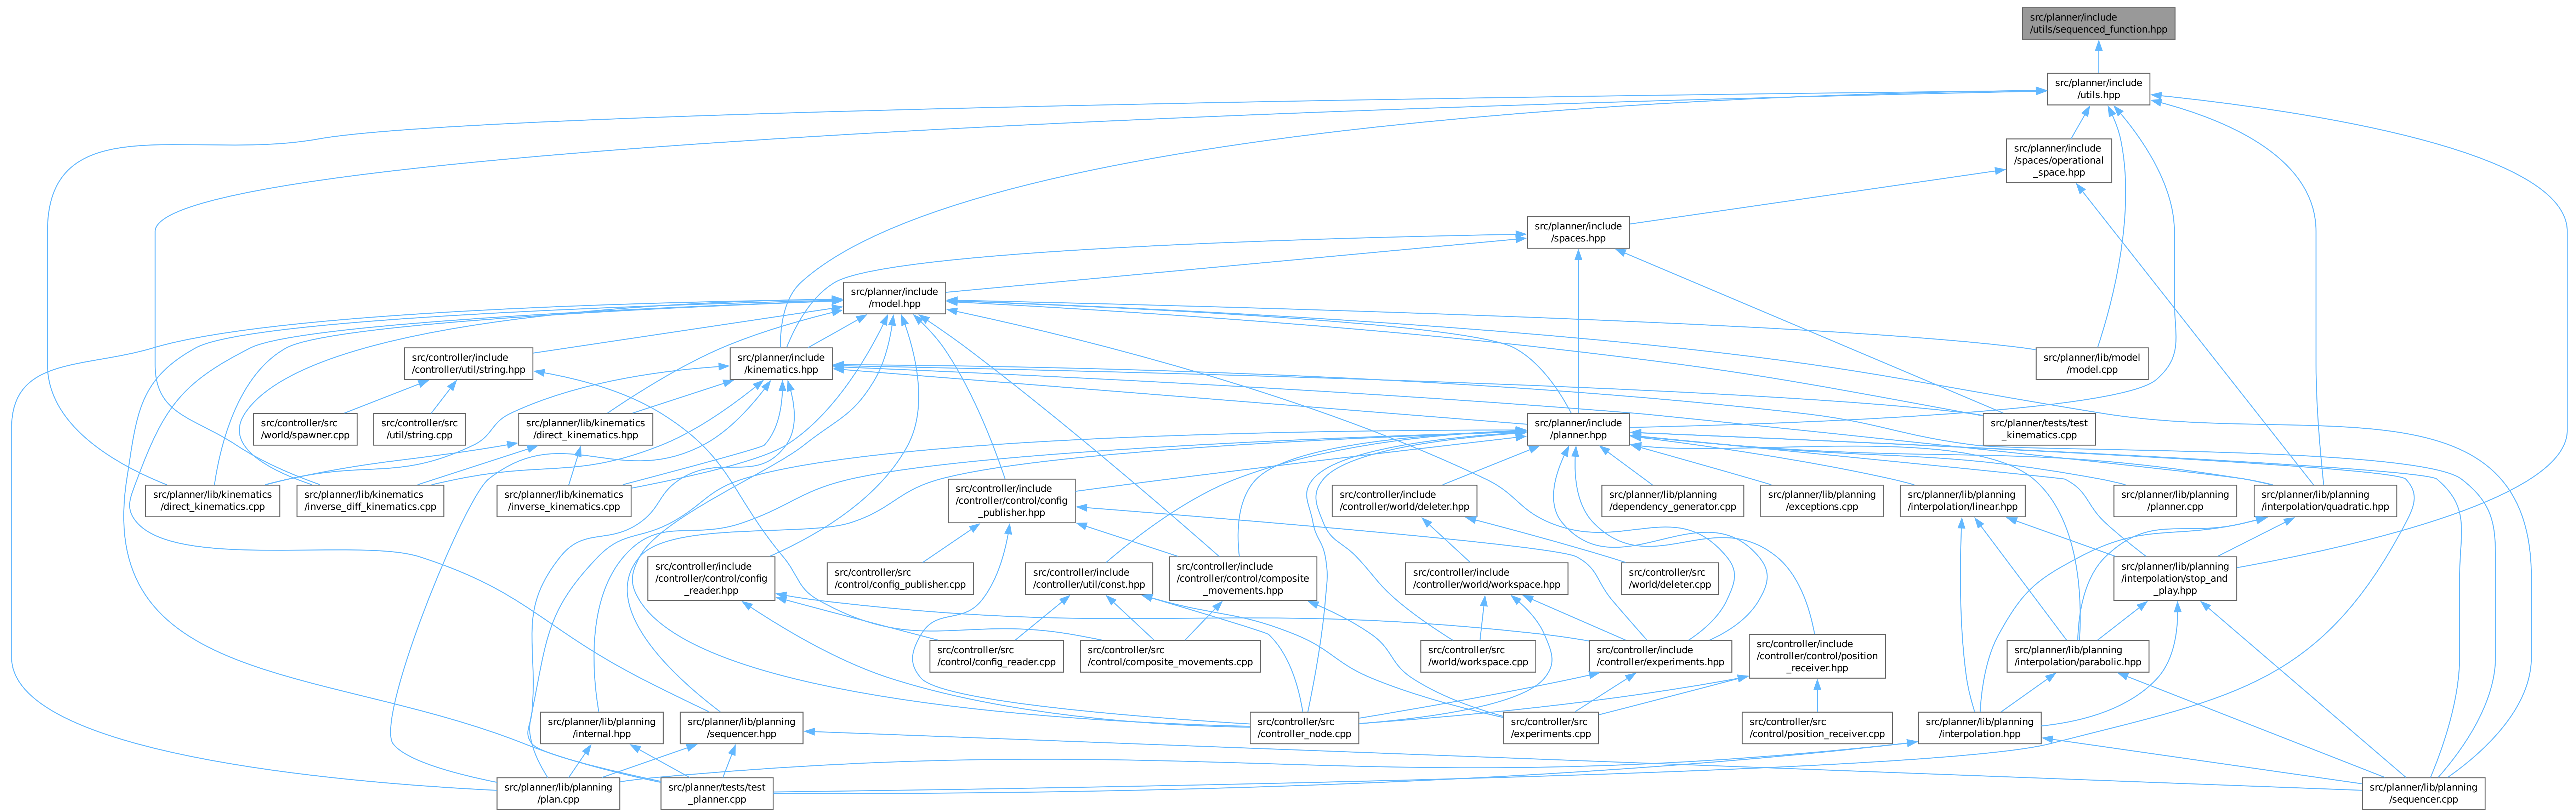 src/planner/include
/utils/sequenced_function.hpp
src/planner/include
/utils.hpp
src/planner/include
/spaces/operational
_space.hpp
src/planner/include
/spaces.hpp
src/planner/include
/model.hpp
src/controller/include
/controller/util/string.hpp
src/planner/include
/kinematics.hpp
src/planner/lib/model
/model.cpp
src/controller/src
/world/spawner.cpp
src/controller/src
/util/string.cpp
src/planner/lib/kinematics
/direct_kinematics.hpp
src/planner/include
/planner.hpp
src/planner/tests/test
_kinematics.cpp
src/planner/lib/kinematics
/direct_kinematics.cpp
src/planner/lib/kinematics
/inverse_diff_kinematics.cpp
src/planner/lib/kinematics
/inverse_kinematics.cpp
src/controller/include
/controller/control/config
_publisher.hpp
src/controller/include
/controller/world/deleter.hpp
src/planner/lib/planning
/dependency_generator.cpp
src/planner/lib/planning
/exceptions.cpp
src/planner/lib/planning
/interpolation/linear.hpp
src/planner/lib/planning
/planner.cpp
src/planner/lib/planning
/interpolation/quadratic.hpp
src/controller/include
/controller/control/config
_reader.hpp
src/controller/src
/control/config_publisher.cpp
src/controller/include
/controller/util/const.hpp
src/controller/include
/controller/control/composite
_movements.hpp
src/controller/include
/controller/world/workspace.hpp
src/controller/src
/world/deleter.cpp
src/planner/lib/planning
/interpolation/stop_and
_play.hpp
src/controller/src
/control/config_reader.cpp
src/controller/src
/control/composite_movements.cpp
src/controller/src
/world/workspace.cpp
src/controller/include
/controller/experiments.hpp
src/controller/include
/controller/control/position
_receiver.hpp
src/planner/lib/planning
/interpolation/parabolic.hpp
src/planner/lib/planning
/internal.hpp
src/planner/lib/planning
/sequencer.hpp
src/controller/src
/controller_node.cpp
src/controller/src
/experiments.cpp
src/controller/src
/control/position_receiver.cpp
src/planner/lib/planning
/interpolation.hpp
src/planner/lib/planning
/plan.cpp
src/planner/tests/test
_planner.cpp
src/planner/lib/planning
/sequencer.cpp